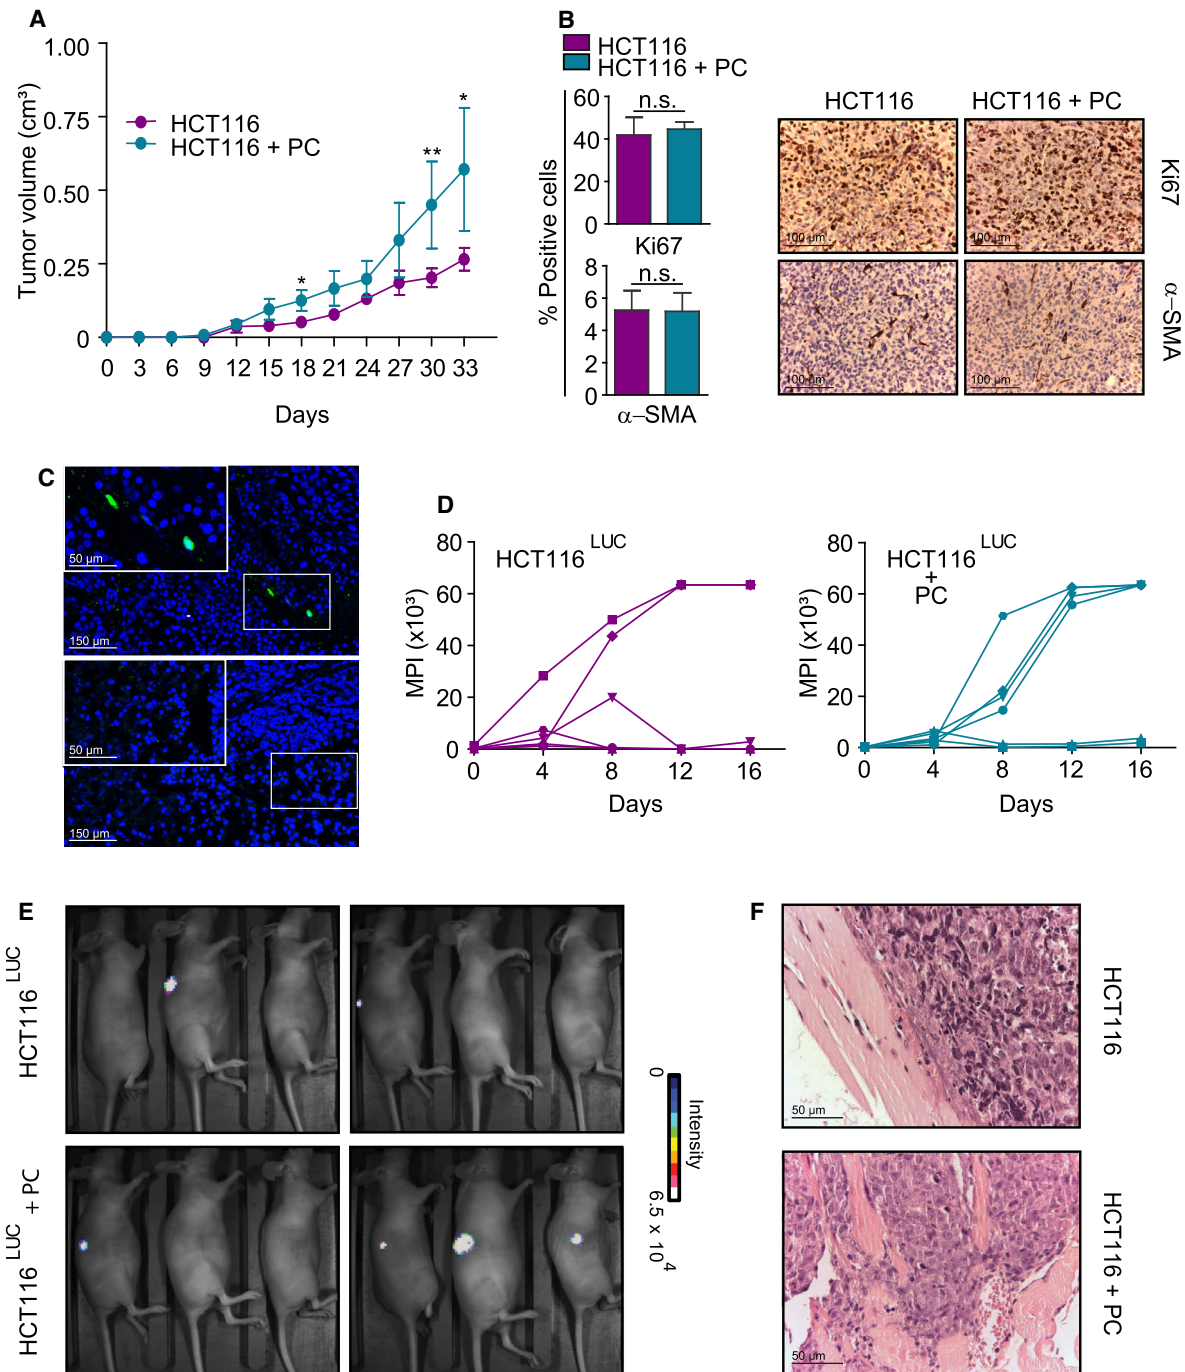 A
Tumor volume (cm³)
1.00
0.75
0.50
0.25
0
HCT116
HCT116 + PC
*
**
*
0 3 6 9 12 15 18 21 24 27 30 33
Days
B
HCT116
HCT116 + PC
% Positive cells
60
40
20
0
n.s.
Ki67
8
6
4
2
0
n.s.
α–SMA
HCT116
HCT116 + PC
Ki67
α–SMA
100 µm
100 µm
100 µm
100 µm
C
50 µm
150 µm
50 µm
150 µm
D
MPI (x10³)
80
60
40
20
0
HCT116 LUC
0 4 8 12 16
Days
MPI (x10³)
80
60
40
20
0
HCT116 LUC
+
PC
0 4 8 12 16
Days
E
HCT116 LUC
HCT116 LUC + PC
0
Intensity
6.5 x 10⁴
F
HCT116
50 µm
HCT116 + PC
50 µm